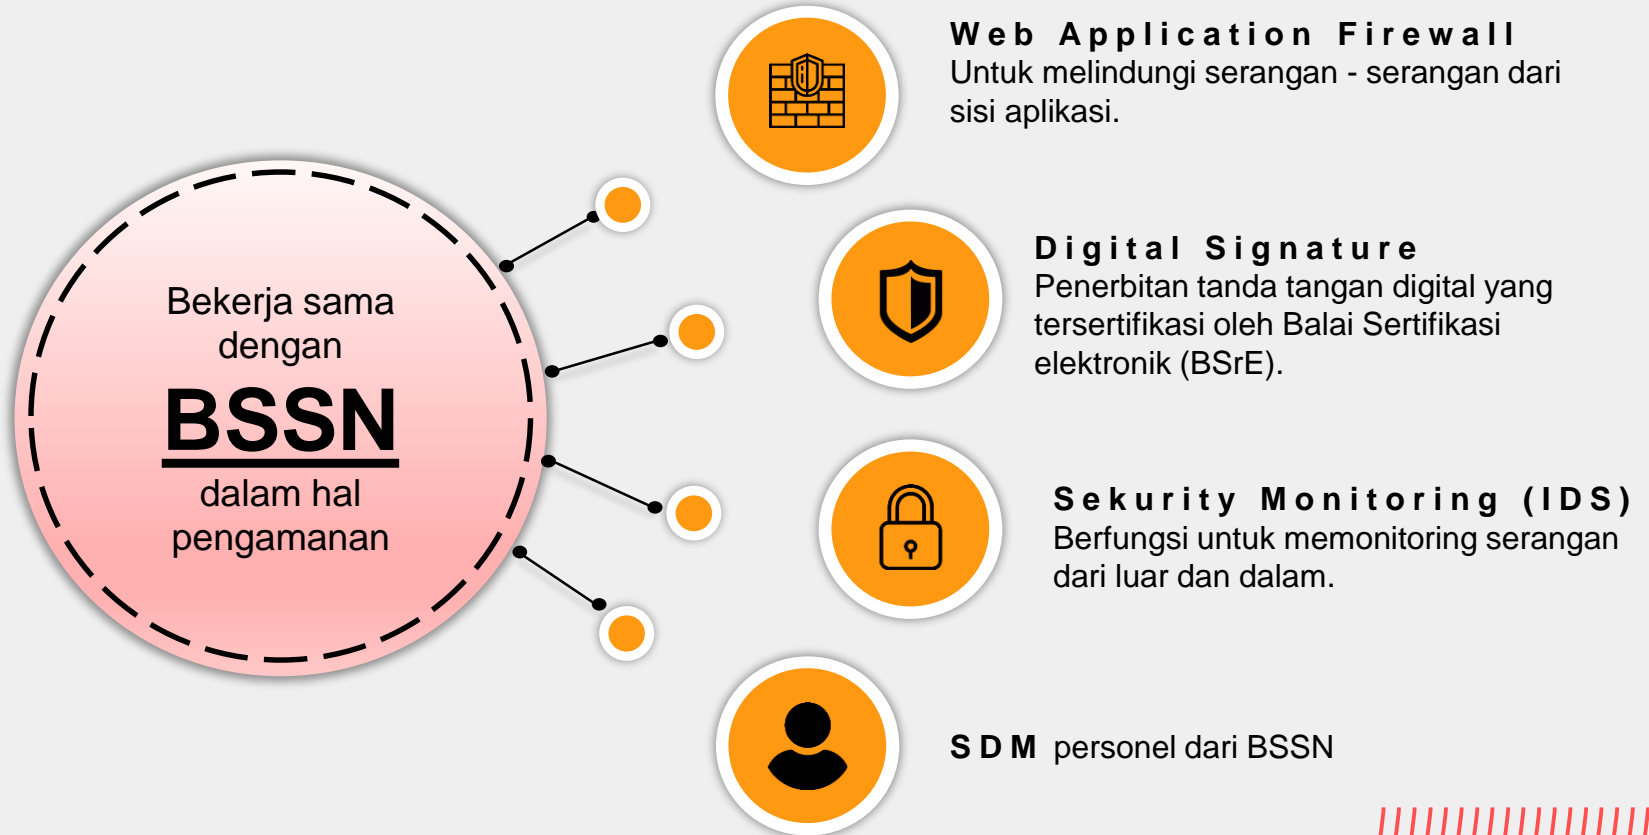 Bekerja sama
dengan
BSSN
dalam hal
pengamanan
Web Application Firewall
Untuk melindungi serangan - serangan dari
sisi aplikasi.
Digital Signature
Penerbitan tanda tangan digital yang
tersertifikasi oleh Balai Sertifikasi
elektronik (BSrE).
Sekurity Monitoring (IDS)
Berfungsi untuk memonitoring serangan
dari luar dan dalam.
SDM personel dari BSSN